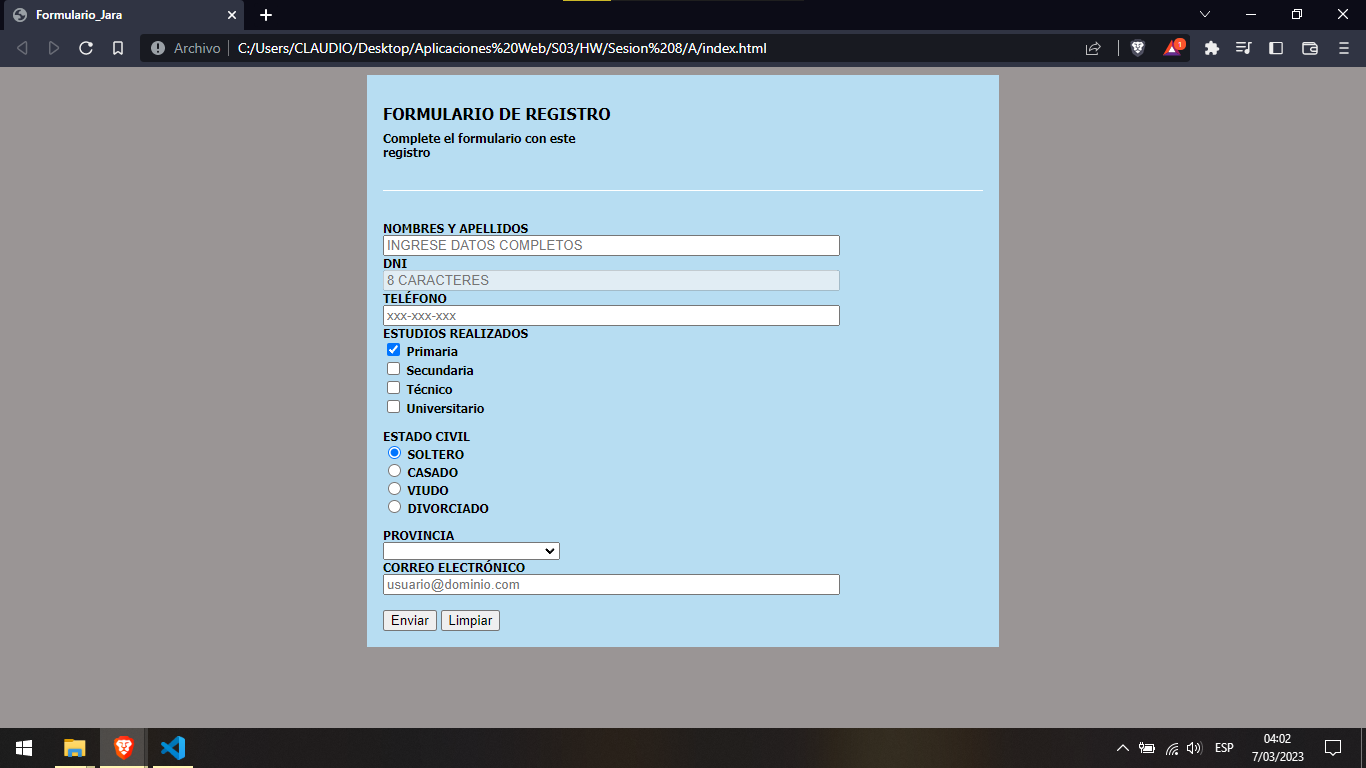 Formulario_Jara
Archivo C:/Users/CLAUDIO/Desktop/Aplicaciones%20Web/S03/HW/Sesion%208/A/index.html
1
FORMULARIO DE REGISTRO
Complete el formulario con este
registro
NOMBRES Y APELLIDOS
INGRESE DATOS COMPLETOS
DNI
8 CARACTERES
TELÉFONO
xxx-xxx-xxx
ESTUDIOS REALIZADOS
Primaria
Secundaria
Técnico
Universitario
ESTADO CIVIL
SOLTERO
CASADO
VIUDO
DIVORCIADO
PROVINCIA
CORREO ELECTRÓNICO
usuario@dominio.com
Enviar Limpiar
ESP
04:02
7/03/2023